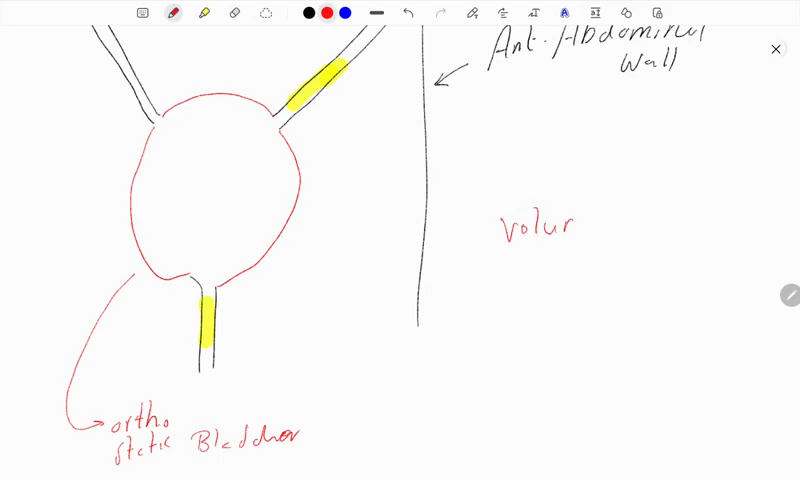 Ant. Abdominal
Wall
volur
ortho
static Bladder